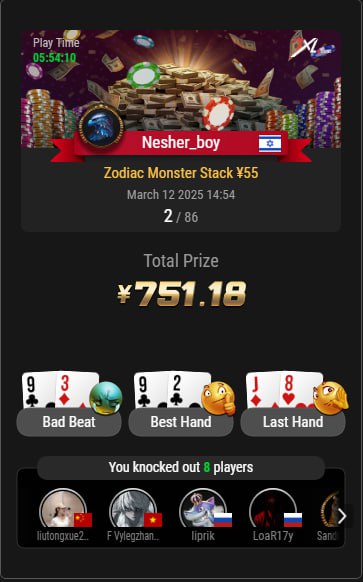 Play Time
05:54:10
Nesher_boy
Zodiac Monster Stack ¥55
March 12 2025 14:54
2 / 86
Total Prize
¥751.18
9 3 9 2 J 8
Bad Beat Best Hand Last Hand
You knocked out 8 players
liutongxue2.. F Vylegzhan... liprik LoaR17y Sand